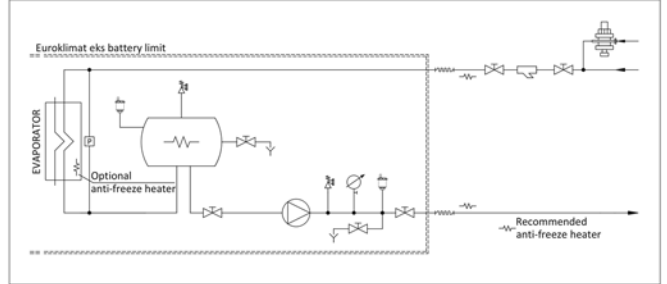 Euroklimat eks battery limit
EVAPORATOR
P
Optional
anti-freeze heater
Recommended
anti-freeze heater